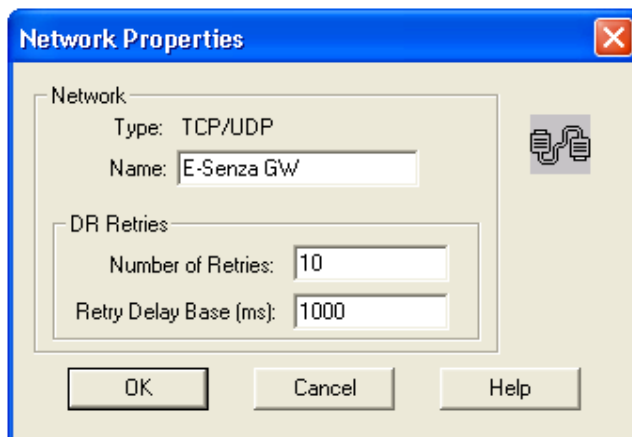 Network Properties
Network
Type: TCP/UDP
Name: E-Senza GW
DR Retries
Number of Retries: 10
Retry Delay Base (ms): 1000
OK Cancel Help